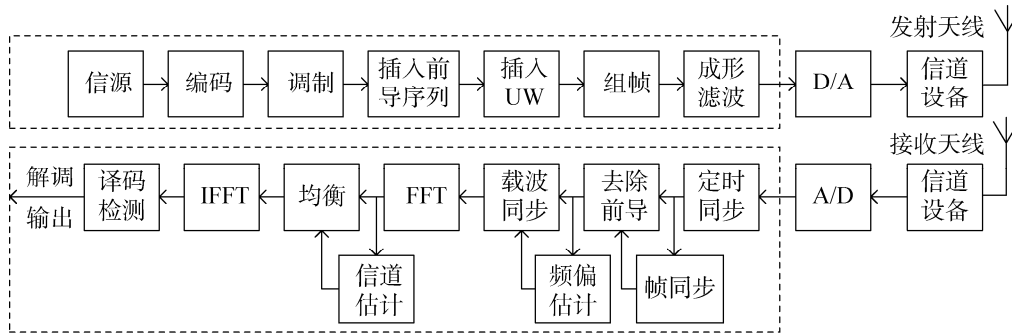 发射天线
信源
编码
调制
插入前
导序列
插入
UW
组帧
成形
滤波
D/A
信道
设备
接收天线
解调
输出
译码
检测
IFFT
均衡
FFT
载波
同步
去除
前导
定时
同步
A/D
信道
设备
信道
估计
频偏
估计
帧同步